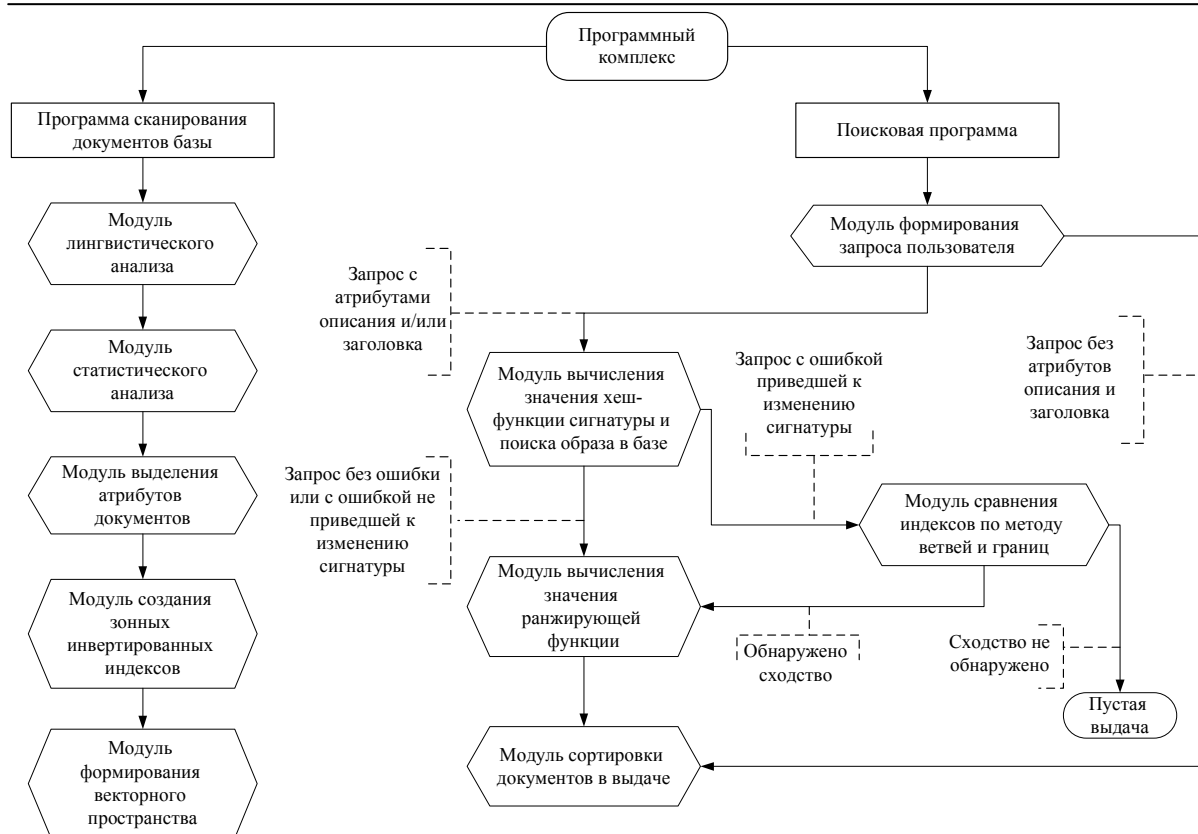 Программный
комплекс
Программа сканирования
документов базы
Поисковая программа
Модуль
лингвистического
анализа
Модуль формирования
запроса пользователя
Запрос с
атрибутами
описания и/или
заголовка
Модуль
статистического
анализа
Модуль вычисления
значения хеш-
функции сигнатуры и
поиска образа в базе
Запрос с ошибкой
приведшей к
изменению
сигнатуры
Запрос без
атрибутов
описания и
заголовка
Модуль выделения
атрибутов
документов
Запрос без ошибки
или с ошибкой не
приведшей к
изменению
сигнатуры
Модуль сравнения
индексов по методу
ветвей и границ
Модуль создания
зонных
инвертированных
индексов
Модуль вычисления
значения
ранжирующей
функции
Обнаружено
сходство
Сходство не
обнаружено
Пустая
выдача
Модуль
формирования
векторного
пространства
Модуль сортировки
документов в выдаче